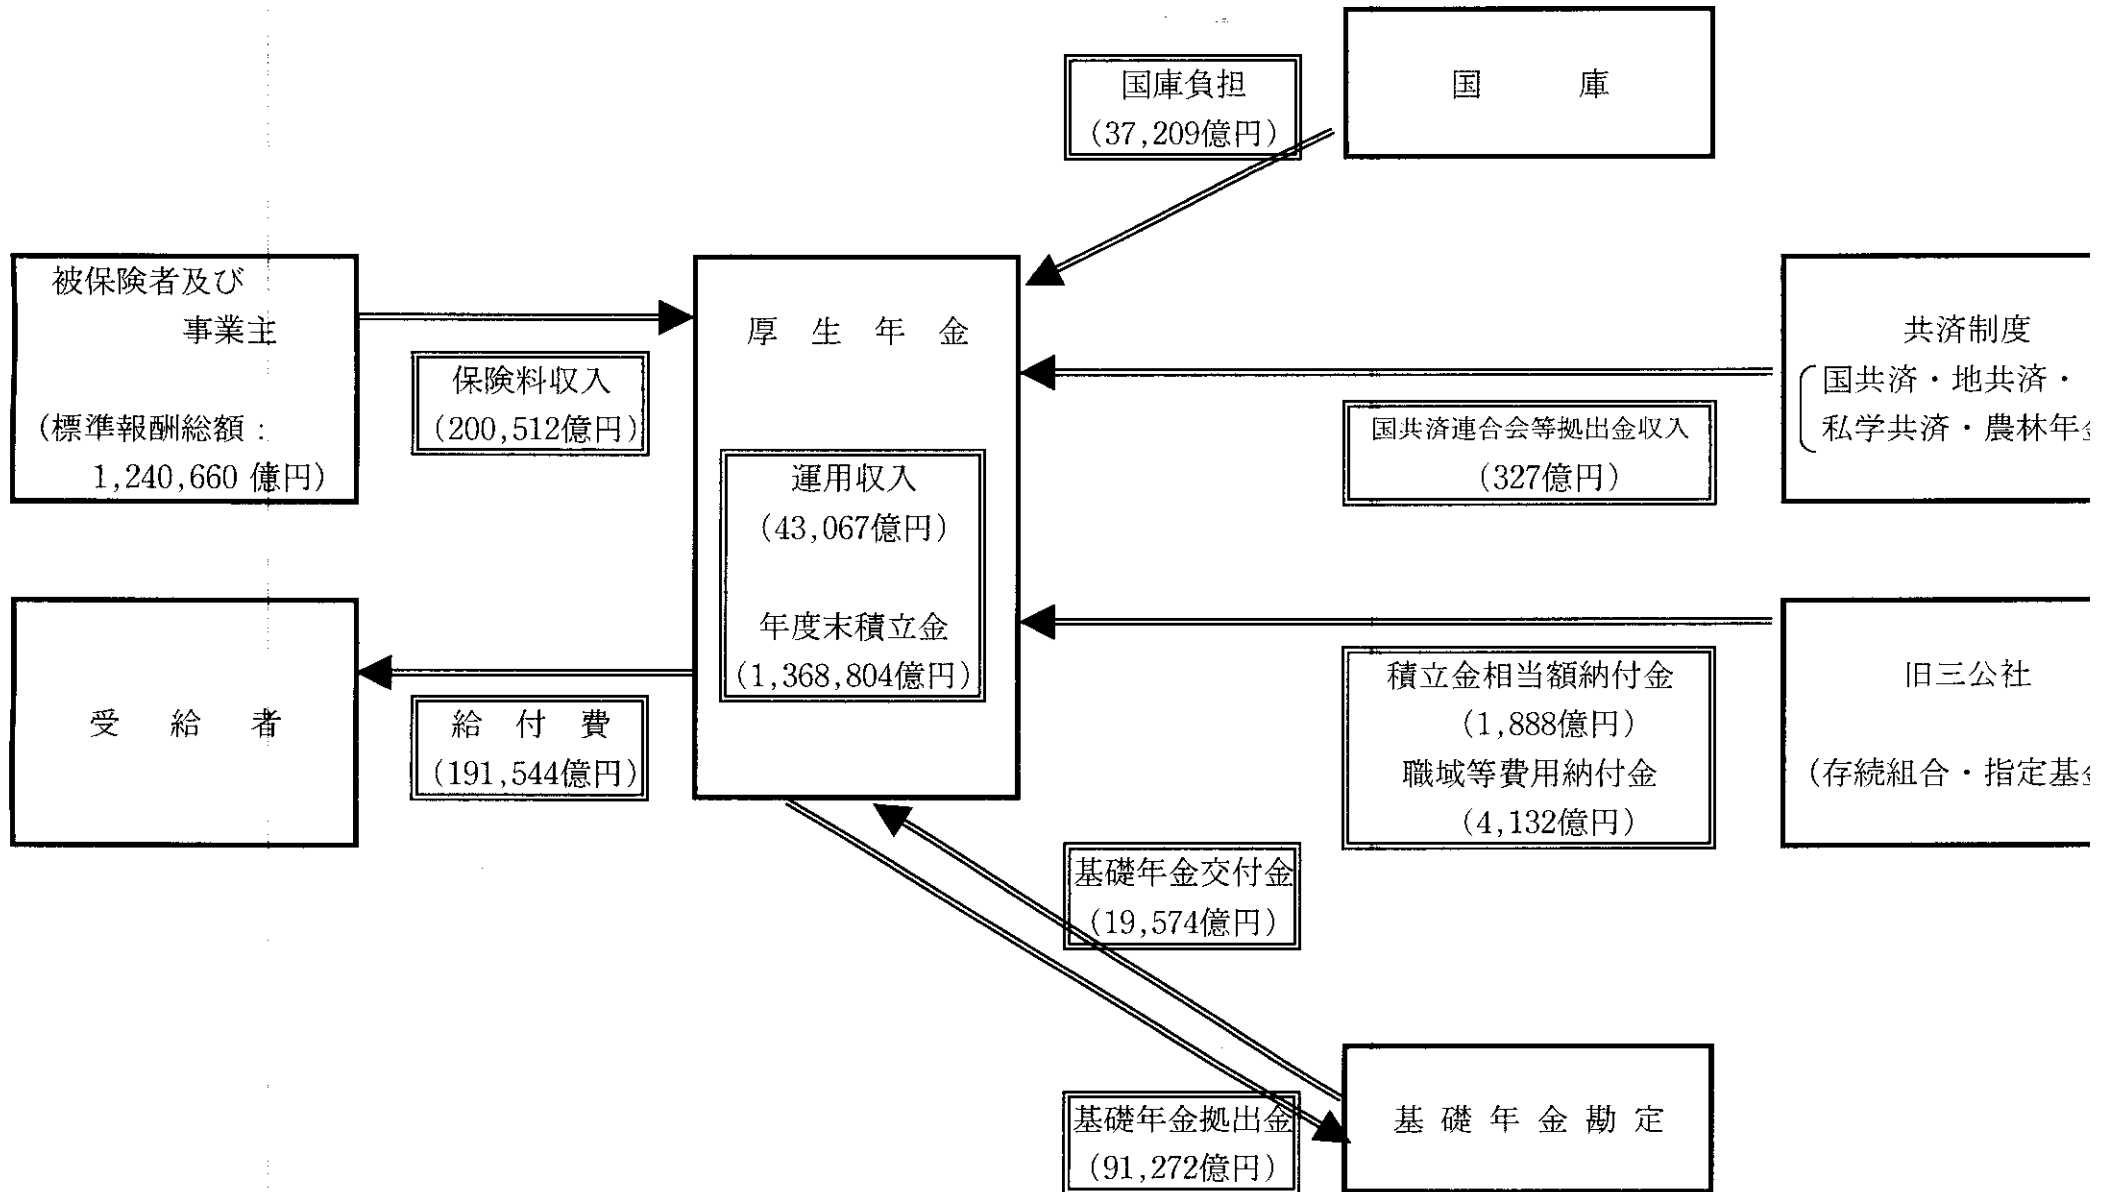 国庫負担
(37,209億円)
国　　庫
被保険者及び
事業主
(標準報酬総額：
1,240,660 億円)
保険料収入
(200,512億円)
厚 生 年 金
運用収入
(43,067億円)
年度末積立金
(1,368,804億円)
共済制度
国共済・地共済・
私学共済・農林年金
国共済連合会等拠出金収入
(327億円)
受 給 者
給 付 費
(191,544億円)
積立金相当額納付金
(1,888億円)
職域等費用納付金
(4,132億円)
旧三公社
(存続組合・指定基金
基礎年金交付金
(19,574億円)
基礎年金拠出金
(91,272億円)
基 礎 年 金 勘 定